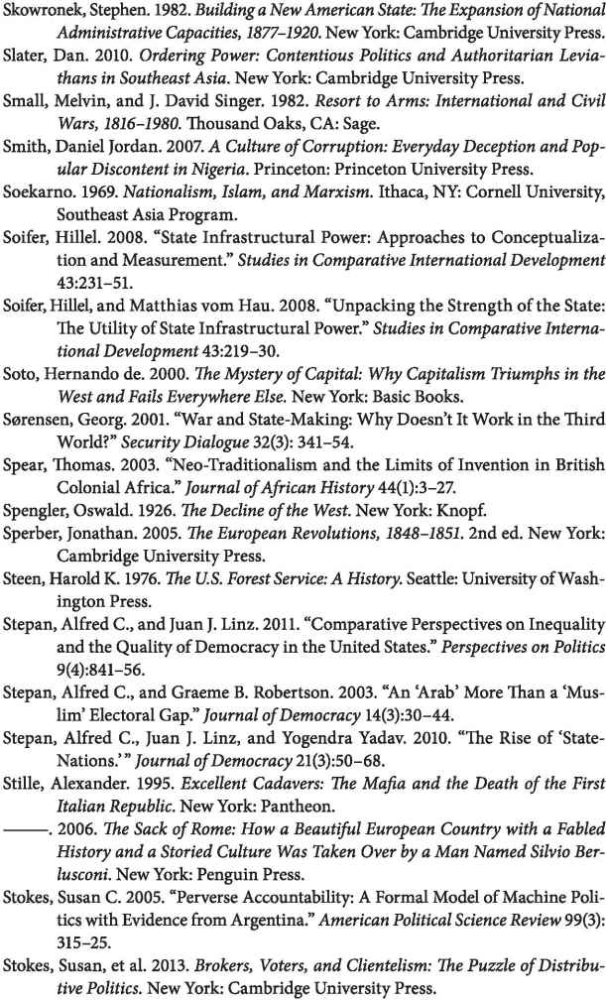 Skowronek, Stephen. 1982. Building a New American State: The Expansion of National
Administrative Capacities, 1877–1920. New York: Cambridge University Press.
Slater, Dan. 2010. Ordering Power: Contentious Politics and Authoritarian Levia-
thans in Southeast Asia. New York: Cambridge University Press.
Small, Melvin, and J. David Singer. 1982. Resort to Arms: International and Civil
Wars, 1816–1980. Thousand Oaks, CA: Sage.
Smith, Daniel Jordan. 2007. A Culture of Corruption: Everyday Deception and Pop-
ular Discontent in Nigeria. Princeton: Princeton University Press.
Soekarno. 1969. Nationalism, Islam, and Marxism. Ithaca, NY: Cornell University,
Southeast Asia Program.
Soifer, Hillel. 2008. “State Infrastructural Power: Approaches to Conceptualiza-
tion and Measurement.” Studies in Comparative International Development
43:231–51.
Soifer, Hillel, and Matthias vom Hau. 2008. “Unpacking the Strength of the State:
The Utility of State Infrastructural Power.” Studies in Comparative Interna-
tional Development 43:219–30.
Soto, Hernando de. 2000. The Mystery of Capital: Why Capitalism Triumphs in the
West and Fails Everywhere Else. New York: Basic Books.
Sørensen, Georg. 2001. “War and State-Making: Why Doesn’t It Work in the Third
World?” Security Dialogue 32(3): 341–54.
Spear, Thomas. 2003. “Neo-Traditionalism and the Limits of Invention in British
Colonial Africa.” Journal of African History 44(1):3–27.
Spengler, Oswald. 1926. The Decline of the West. New York: Knopf.
Sperber, Jonathan. 2005. The European Revolutions, 1848–1851. 2nd ed. New York:
Cambridge University Press.
Steen, Harold K. 1976. The U.S. Forest Service: A History. Seattle: University of Wash-
ington Press.
Stepan, Alfred C., and Juan J. Linz. 2011. “Comparative Perspectives on Inequality
and the Quality of Democracy in the United States.” Perspectives on Politics
9(4):841–56.
Stepan, Alfred C., and Graeme B. Robertson. 2003. “An ‘Arab’ More Than a ‘Mus-
lim’ Electoral Gap.” Journal of Democracy 14(3):30–44.
Stepan, Alfred C., Juan J. Linz, and Yogendra Yadav. 2010. “The Rise of ‘State-
Nations.’” Journal of Democracy 21(3):50–68.
Stille, Alexander. 1995. Excellent Cadavers: The Mafia and the Death of the First
Italian Republic. New York: Pantheon.
———. 2006. The Sack of Rome: How a Beautiful European Country with a Fabled
History and a Storied Culture Was Taken Over by a Man Named Silvio Ber-
lusconi. New York: Penguin Press.
Stokes, Susan C. 2005. “Perverse Accountability: A Formal Model of Machine Poli-
tics with Evidence from Argentina.” American Political Science Review 99(3):
315–25.
Stokes, Susan, et al. 2013. Brokers, Voters, and Clientelism: The Puzzle of Distribu-
tive Politics. New York: Cambridge University Press.